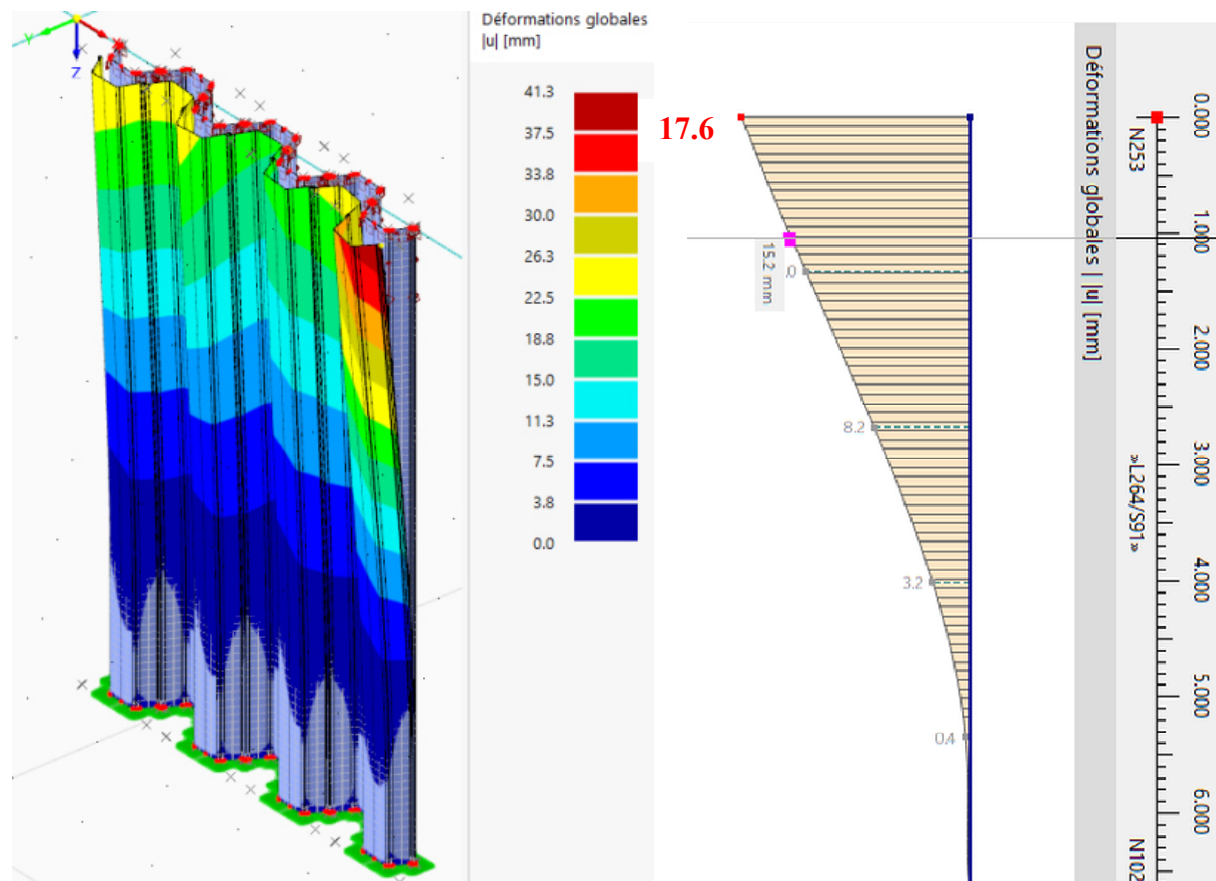 Déformations globales
|u| [mm]
Y
Z
41.3
37.5
33.8
30.0
26.3
22.5
18.8
15.0
11.3
7.5
3.8
0.0
17.6
15.2 mm
.0
8.2
3.2
0.4
Déformations globales | |u| [mm]
N253
»L264/S91»
N102
0.000
1.000
2.000
3.000
4.000
5.000
6.000